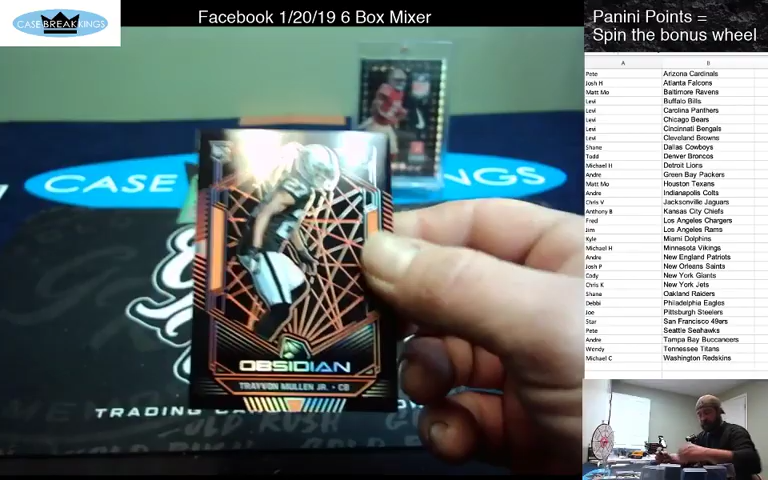 Facebook 1/20/19 6 Box Mixer
CASE BREAK KINGS
Panini Points =
Spin the bonus wheel
A B
Pete Arizona Cardinals
Josh H Atlanta Falcons
Matt Mo Baltimore Ravens
Levi Buffalo Bills
Levi Carolina Panthers
Levi Chicago Bears
Levi Cincinnati Bengals
Levi Cleveland Browns
Shane Dallas Cowboys
Todd Denver Broncos
Michael H Detroit Lions
Andre Green Bay Packers
Matt Mo Houston Texans
Andre Indianapolis Colts
Chris V Jacksonville Jaguars
Anthony B Kansas City Chiefs
Fred Los Angeles Chargers
Jim Los Angeles Rams
Kyle Miami Dolphins
Michael H Minnesota Vikings
Andre New England Patriots
Josh P New Orleans Saints
Cody New York Giants
Chris K New York Jets
Shane Oakland Raiders
Debbi Philadelphia Eagles
Joe Pittsburgh Steelers
Star San Francisco 49ers
Pete Seattle Seahawks
Andre Tampa Bay Buccaneers
Wendy Tennessee Titans
Michael C Washington Redskins
CASE
NGS
OBSIDIAN
TRAYVON MULLEN JR. • CB
TRADING